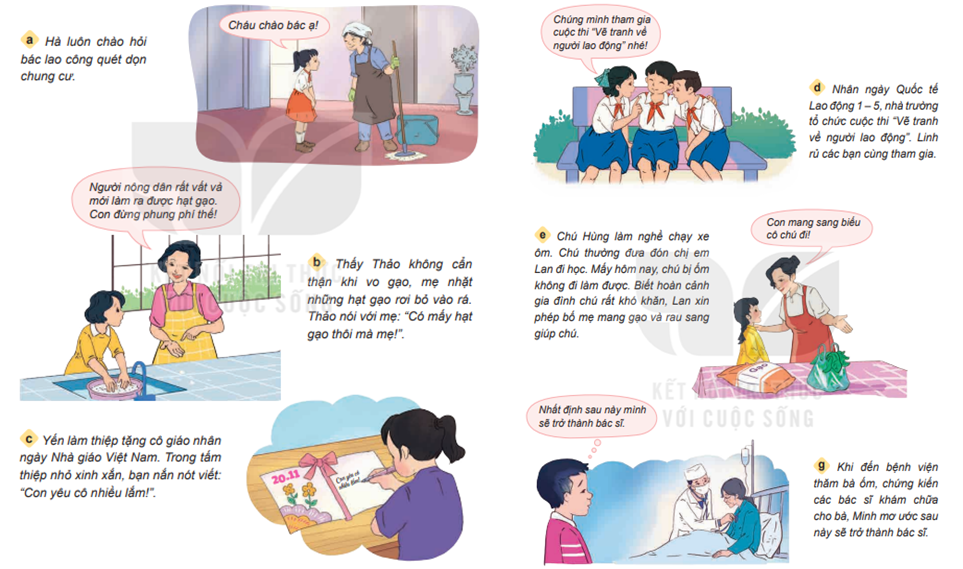 a Hà luôn chào hỏi
bác lao công quét dọn
chung cư.
Cháu chào bác ạ!
Người nông dân rất vất vả
mới làm ra được hạt gạo.
Con đừng phung phí thế!
b Thấy Thảo không cẩn
thận khi vo gạo, mẹ nhặt
những hạt gạo rơi bỏ vào rá.
Thảo nói với mẹ: “Có mấy hạt
gạo thôi mà mẹ!”.
c Yến làm thiệp tặng cô giáo nhân
ngày Nhà giáo Việt Nam. Trong tấm
thiệp nhỏ xinh xắn, bạn nắn nót viết:
“Con yêu cô nhiều lắm!”.
20.11
Con yêu cô
nhiều lắm!
Chúng mình tham gia
cuộc thi “Vẽ tranh về
người lao động” nhé!
d Nhân ngày Quốc tế
Lao động 1 – 5, nhà trường
tổ chức cuộc thi “Vẽ tranh
về người lao động”. Linh
rủ các bạn cùng tham gia.
e Chú Hùng làm nghề chạy xe
ôm. Chú thường đưa đón chị em
Lan đi học. Mấy hôm nay, chú bị ốm
không đi làm được. Biết hoàn cảnh
gia đình chú rất khó khăn, Lan xin
phép bố mẹ mang gạo và rau sang
giúp chú.
Con mang sang biếu
cô chú đi!
Gạo
KẾT NỐI TRI THỨC
VỚI CUỘC SỐNG
Nhất định sau này mình
sẽ trở thành bác sĩ.
g Khi đến bệnh viện
thăm bà ốm, chứng kiến
các bác sĩ khám chữa
cho bà, Minh mơ ước sau
này sẽ trở thành bác sĩ.